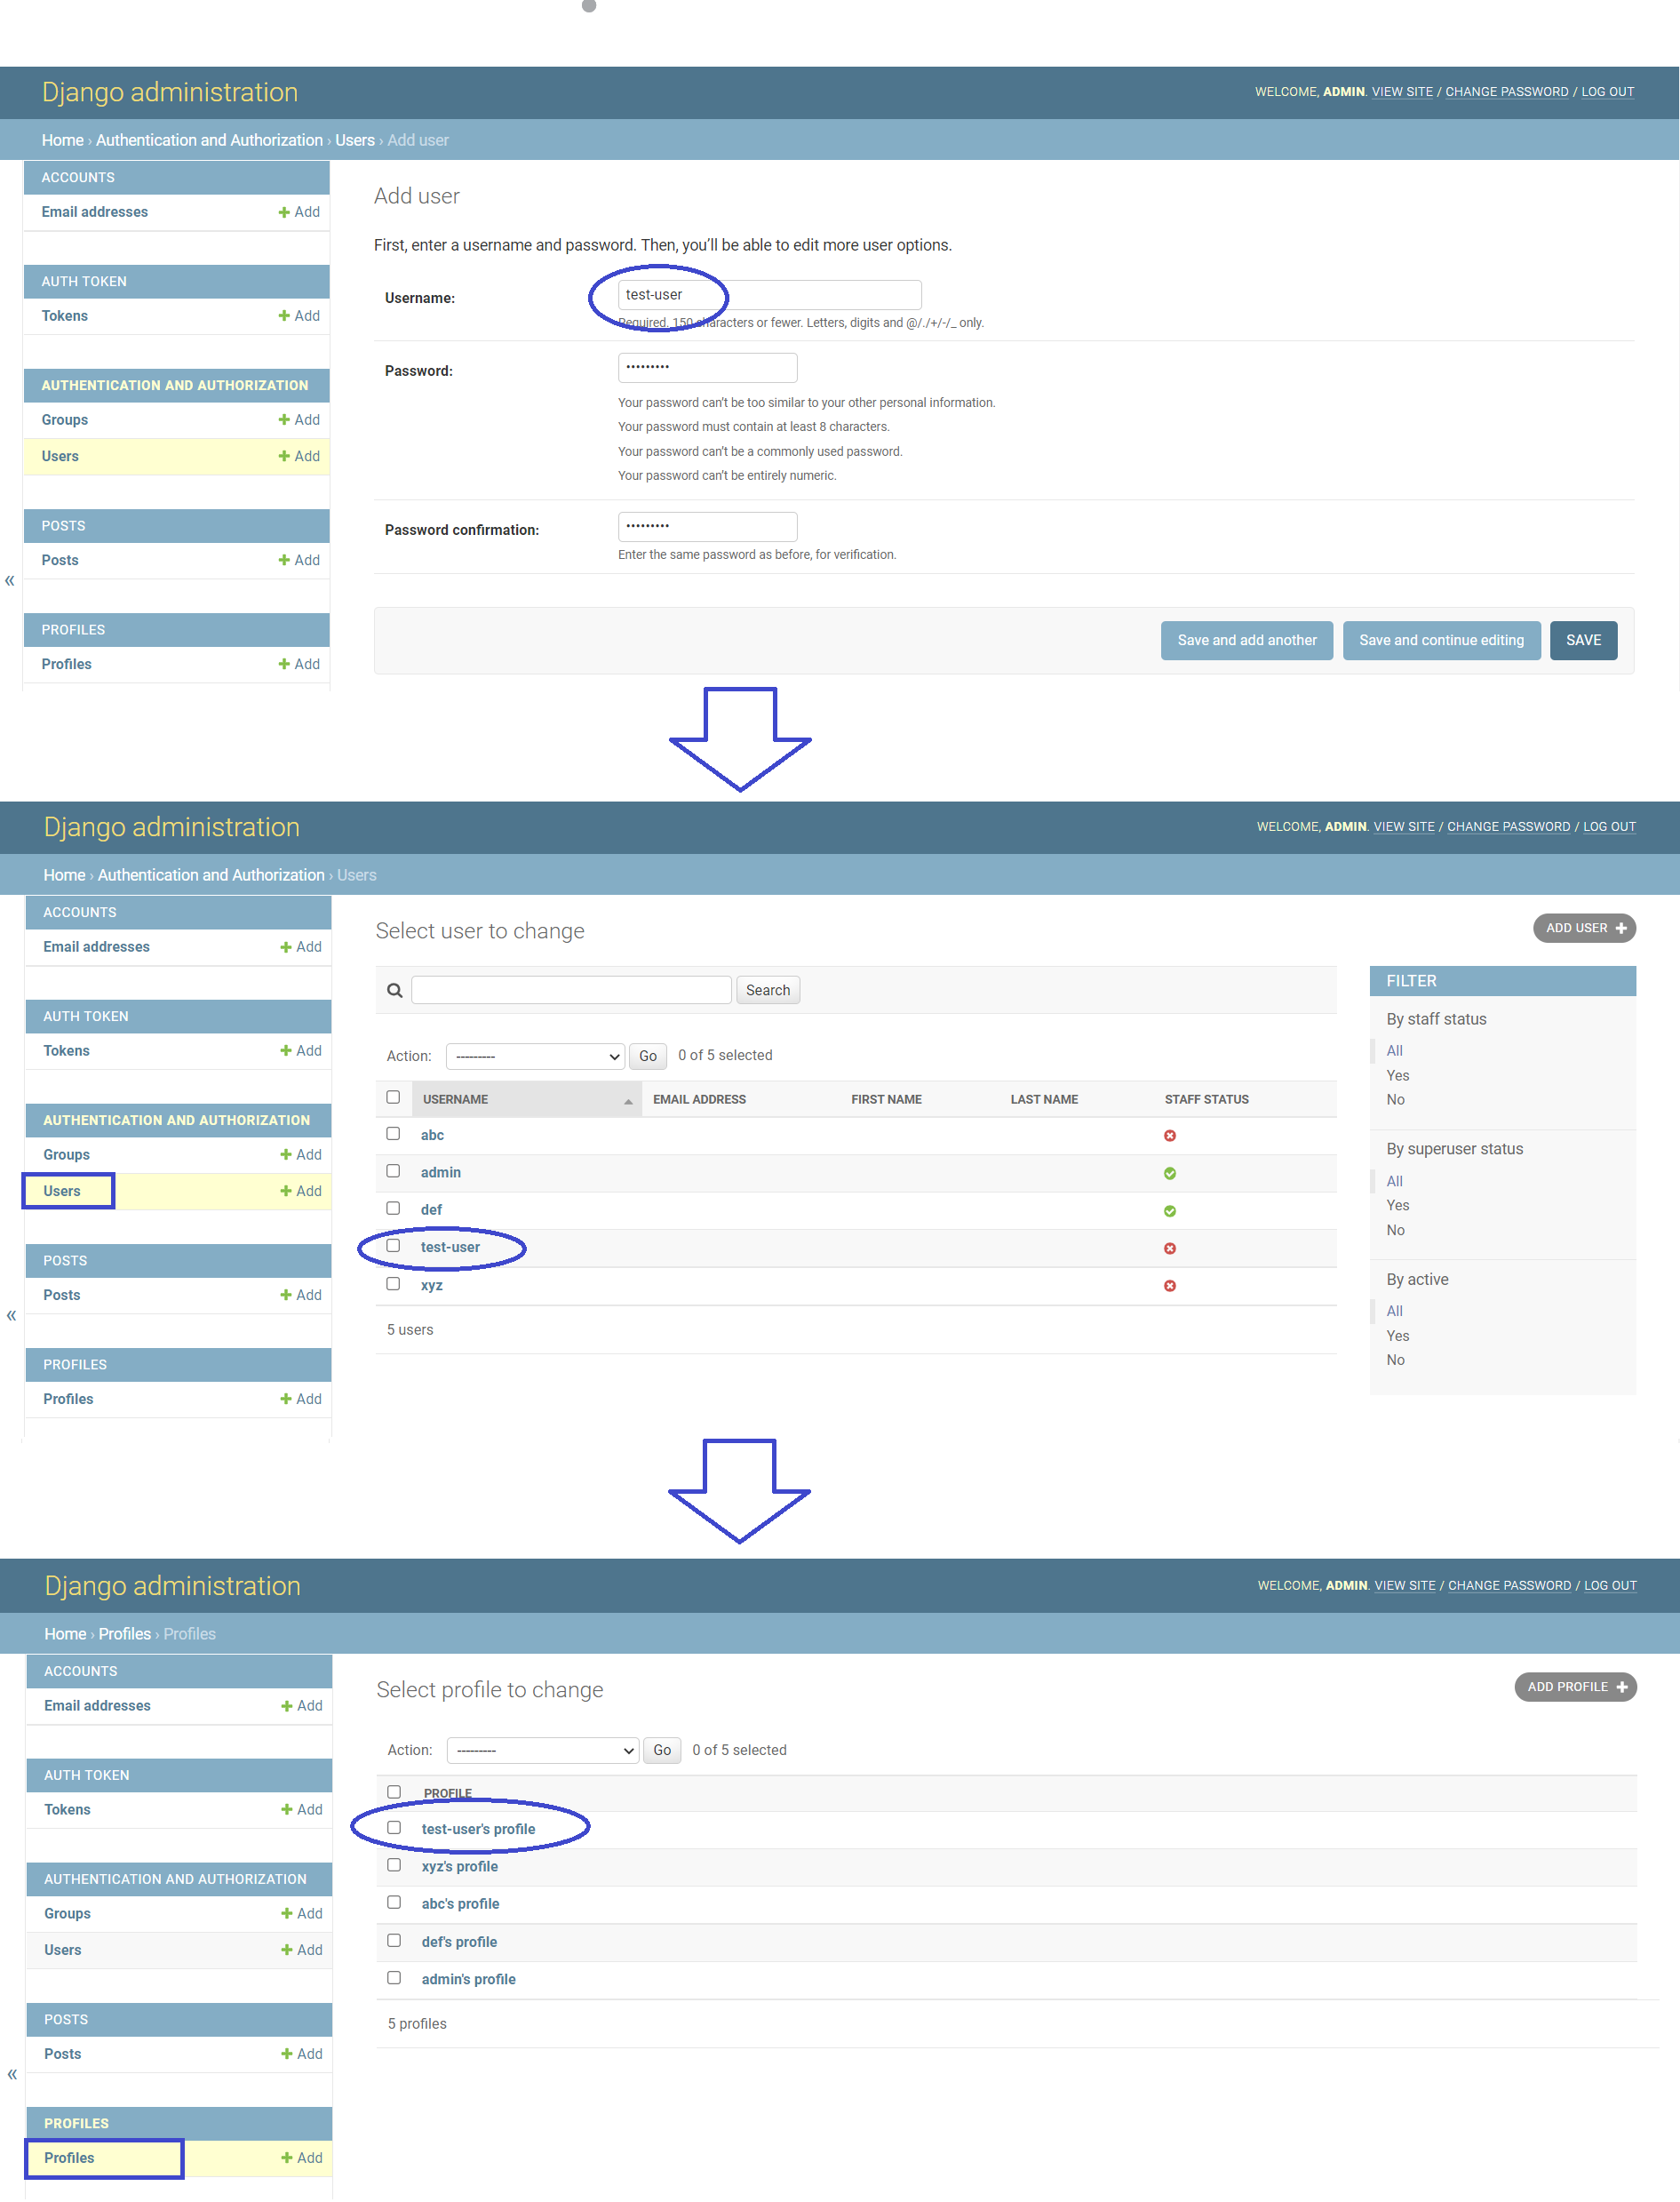 Django administration
WELCOME, ADMIN. VIEW SITE / CHANGE PASSWORD / LOG OUT
Home › Authentication and Authorization › Users › Add user
ACCOUNTS
Email addresses + Add
AUTH TOKEN
Tokens + Add
AUTHENTICATION AND AUTHORIZATION
Groups + Add
Users + Add
POSTS
Posts + Add
«
PROFILES
Profiles + Add
Add user
First, enter a username and password. Then, you’ll be able to edit more user options.
Username: test-user
Required. 150 characters or fewer. Letters, digits and @/./+/-/_ only.
Password: •••••••••
Your password can’t be too similar to your other personal information.
Your password must contain at least 8 characters.
Your password can’t be a commonly used password.
Your password can’t be entirely numeric.
Password confirmation: •••••••••
Enter the same password as before, for verification.
Save and add another Save and continue editing SAVE
Django administration
WELCOME, ADMIN. VIEW SITE / CHANGE PASSWORD / LOG OUT
Home › Authentication and Authorization › Users
ACCOUNTS
Email addresses + Add
AUTH TOKEN
Tokens + Add
AUTHENTICATION AND AUTHORIZATION
Groups + Add
Users + Add
POSTS
Posts + Add
«
PROFILES
Profiles + Add
Select user to change
ADD USER +
Search
Action: --------- Go 0 of 5 selected
USERNAME EMAIL ADDRESS FIRST NAME LAST NAME STAFF STATUS
abc
admin
def
test-user
xyz
5 users
FILTER
By staff status
All
Yes
No
By superuser status
All
Yes
No
By active
All
Yes
No
Django administration
WELCOME, ADMIN. VIEW SITE / CHANGE PASSWORD / LOG OUT
Home › Profiles › Profiles
ACCOUNTS
Email addresses + Add
AUTH TOKEN
Tokens + Add
AUTHENTICATION AND AUTHORIZATION
Groups + Add
Users + Add
POSTS
Posts + Add
«
PROFILES
Profiles + Add
Select profile to change
ADD PROFILE +
Action: --------- Go 0 of 5 selected
PROFILE
test-user's profile
xyz's profile
abc's profile
def's profile
admin's profile
5 profiles